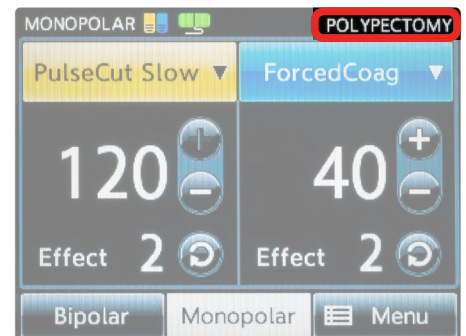 MONOPOLAR POLYPECTOMY
PulseCut Slow ▼ ForcedCoag ▼
120 + − 40 + −
Effect 2 Effect 2
Bipolar Monopolar Menu